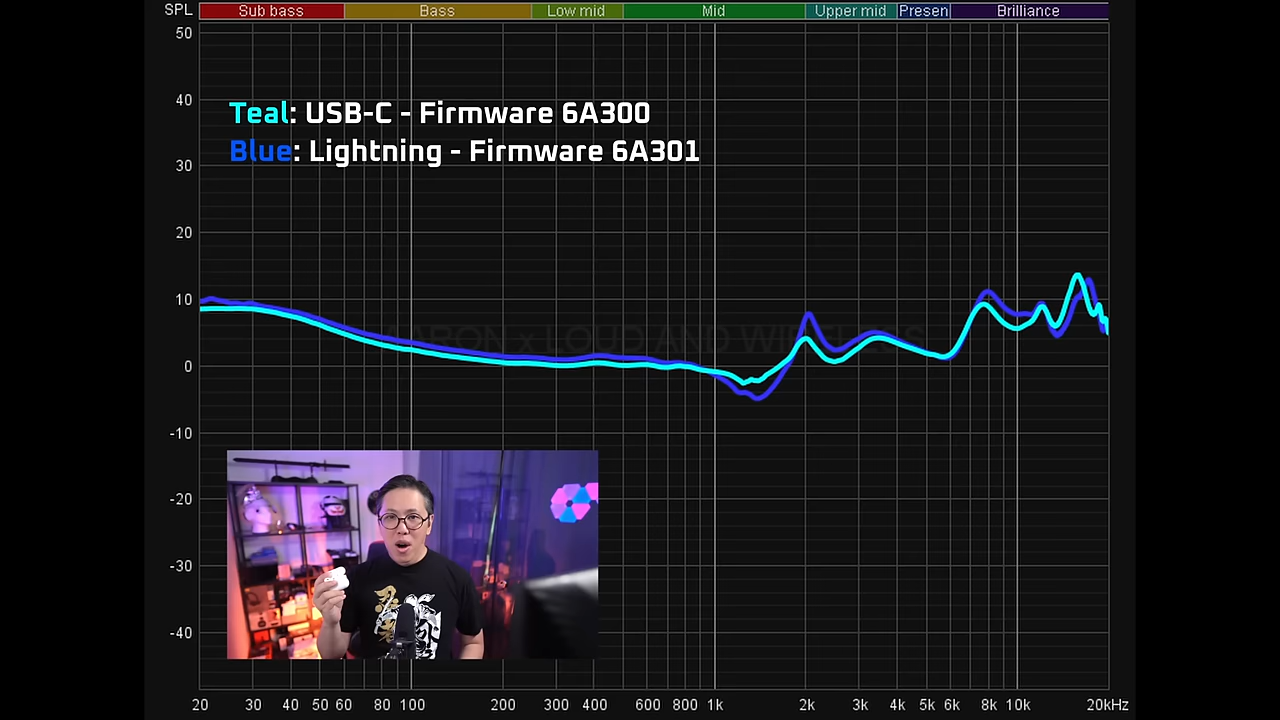 SPL Sub bass Bass Low mid Mid Upper mid Presen Brilliance
50
40
Teal: USB-C - Firmware 6A300
Blue: Lightning - Firmware 6A301
30
20
10
0
-10
-20
-30
-40
20 30 40 50 60 80 100 200 300 400 600 800 1k 2k 3k 4k 5k 6k 8k 10k 20kHz